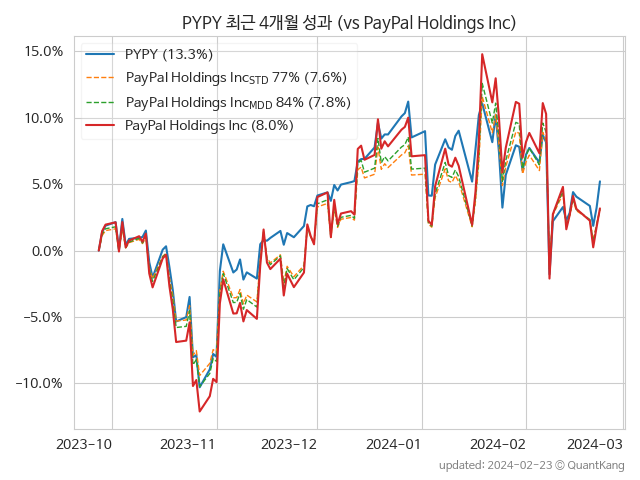 PYPY 최근 4개월 성과 (vs PayPal Holdings Inc)
15.0%
10.0%
5.0%
0.0%
−5.0%
−10.0%
PYPY (13.3%)
PayPal Holdings IncSTD 77% (7.6%)
PayPal Holdings IncMDD 84% (7.8%)
PayPal Holdings Inc (8.0%)
2023-10 2023-11 2023-12 2024-01 2024-02 2024-03
updated: 2024-02-23 ⓒ QuantKang